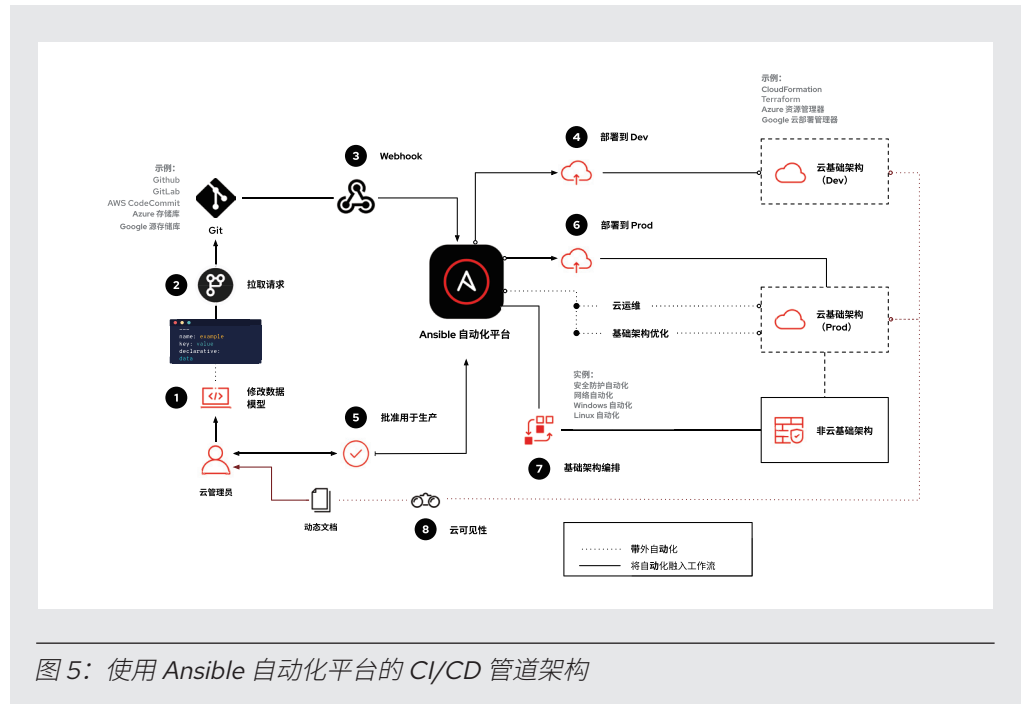 示例：
CloudFormation
Terraform
Azure 资源管理器
Google 云部署管理器
4 部署到 Dev
3 Webhook
示例：
Github
GitLab
AWS CodeCommit
Azure 存储库
Google 源存储库
Git
云基础架构
（Dev）
6 部署到 Prod
2 拉取请求
Ansible 自动化平台
云运维
基础架构优化
云基础架构
（Prod）
---
name: example
key: value
declarative:
date
1 修改数据
模型
实例：
安全防护自动化
网络自动化
Windows 自动化
Linux 自动化
5 批准用于生产
非云基础架构
7 基础架构编排
云管理员
动态文档
8 云可见性
带外自动化
将自动化融入工作流
图 5：使用 Ansible 自动化平台的 CI/CD 管道架构